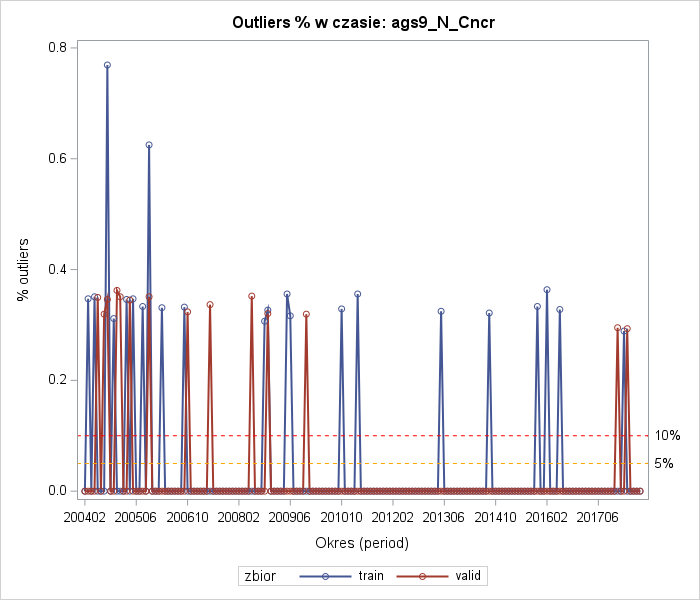 Outliers % w czasie: ags9_N_Cncr
% outliers
0.8
0.6
0.4
0.2
0.0
10%
5%
200402 200506 200610 200802 200906 201010 201202 201306 201410 201602 201706
Okres (period)
zbior train valid